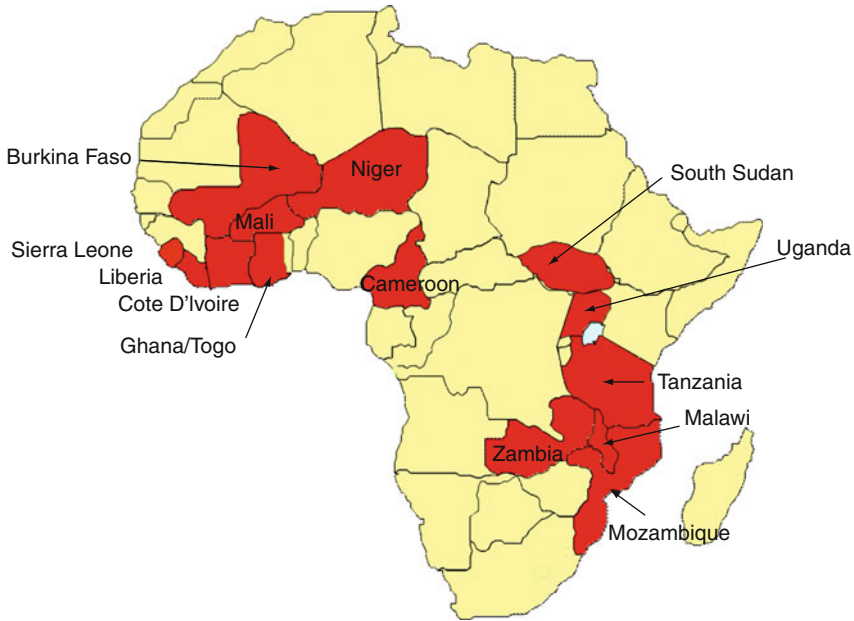 Burkina Faso
Niger
South Sudan
Mali
Sierra Leone
Uganda
Liberia
Cameroon
Cote D'Ivoire
Ghana/Togo
Tanzania
Malawi
Zambia
Mozambique